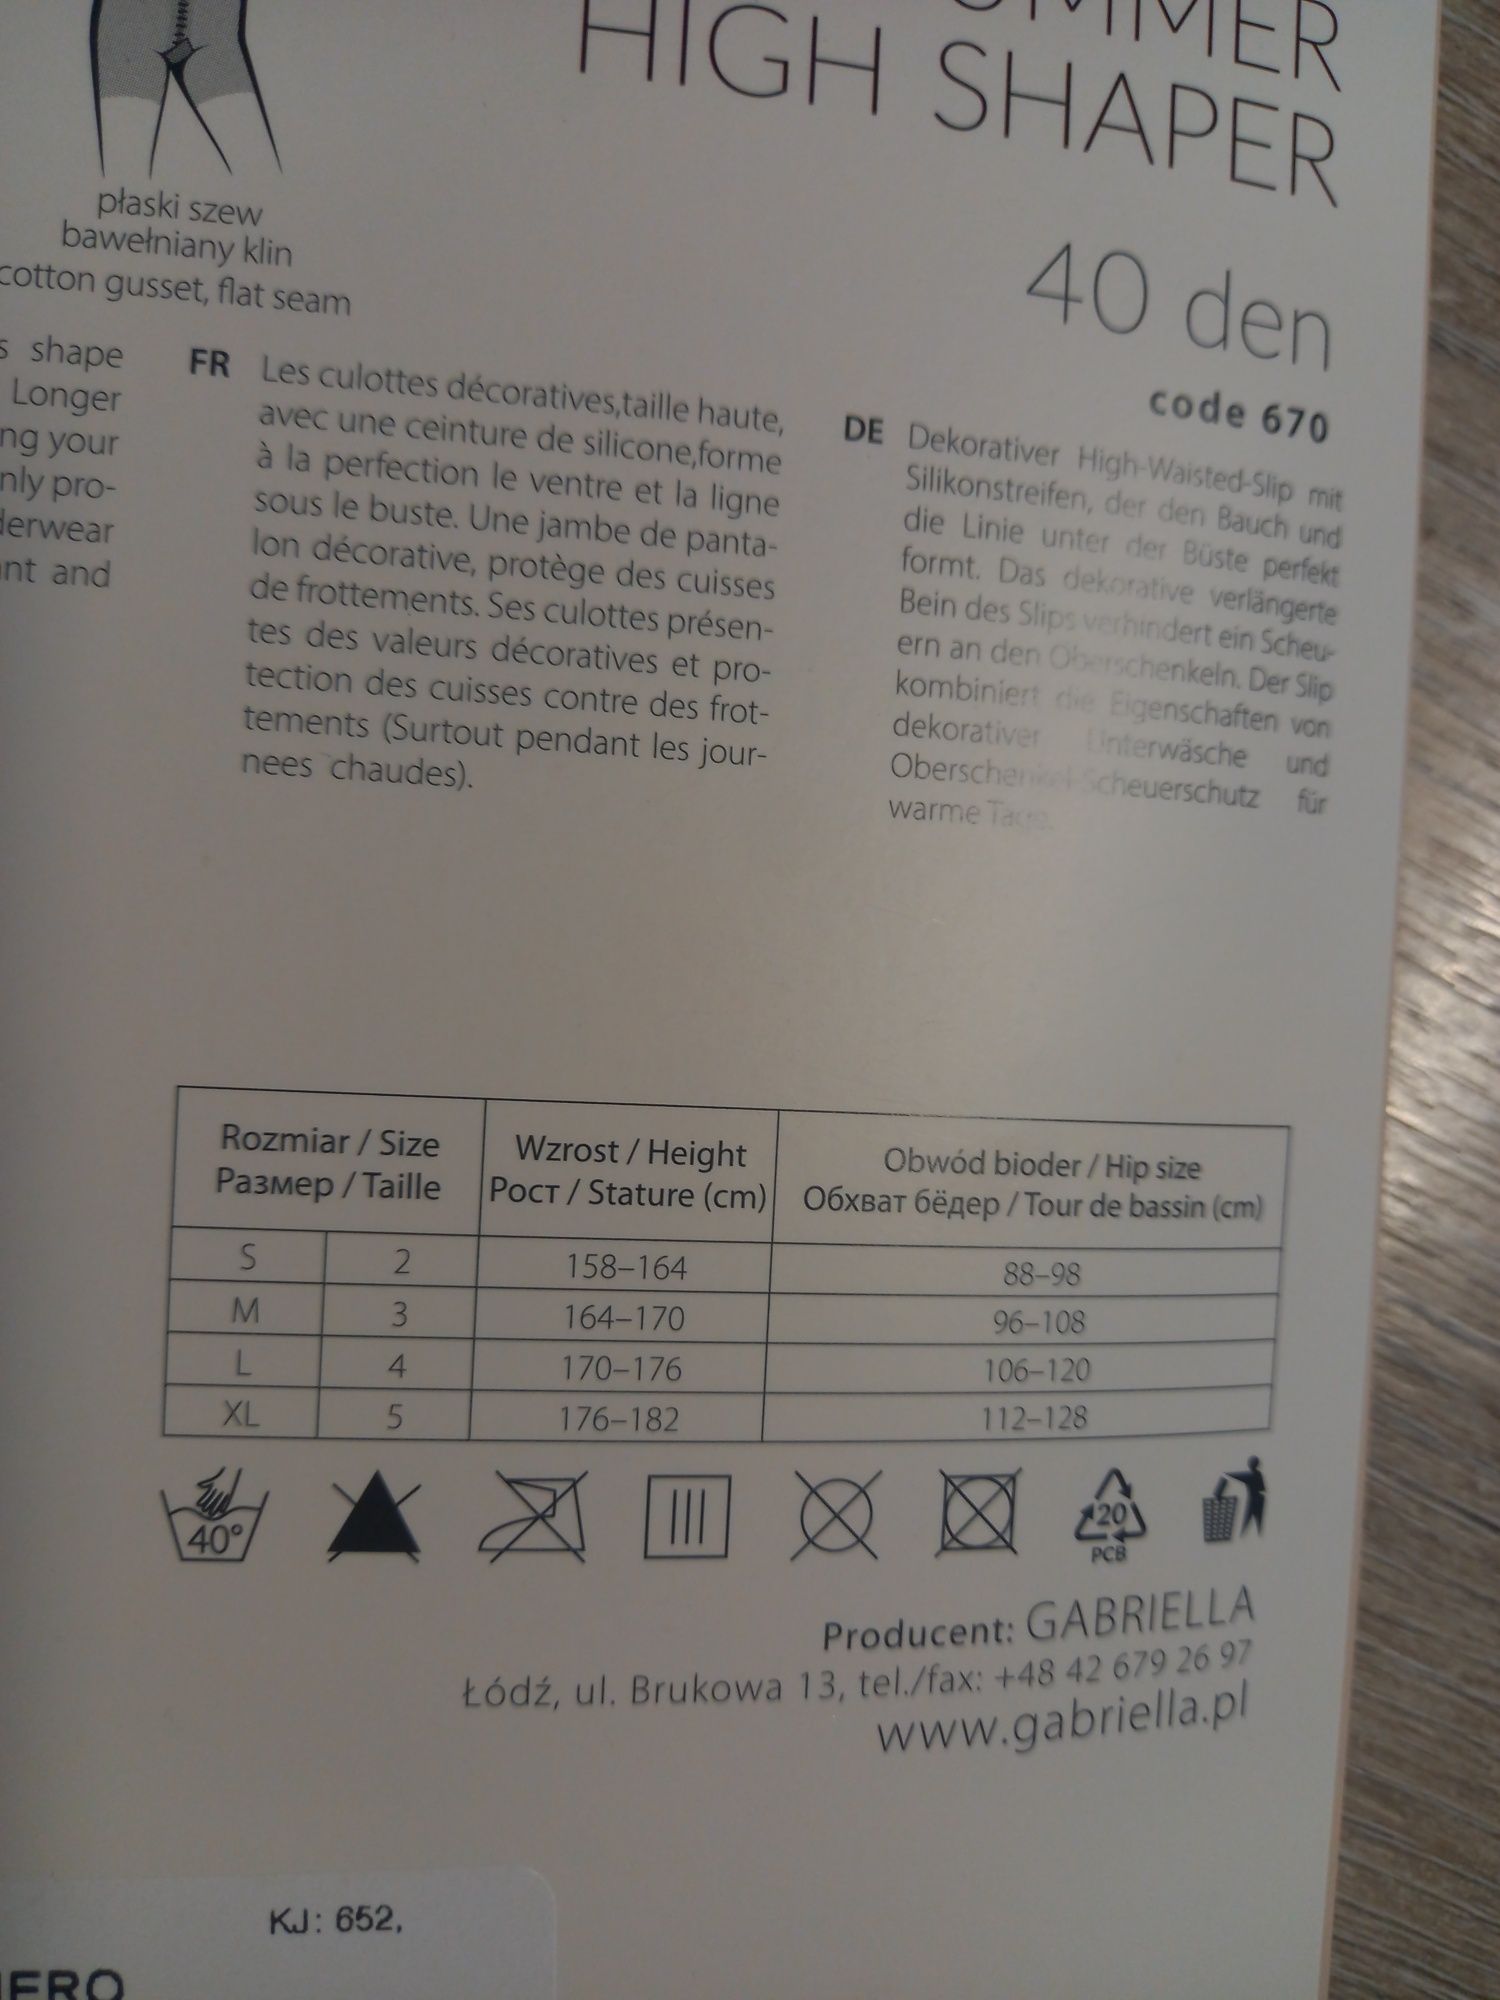 HIGH SHAPER
40 den
code 670
płaski szew
bawełniany klin
cotton gusset, flat seam
shape
Longer
your
and
FR Les culottes décoratives,taille haute,
avec une ceinture de silicone,forme
à la perfection le ventre et la ligne
sous le buste. Une jambe de panta-
lon décorative, protège des cuisses
de frottements. Ses culottes présen-
tes des valeurs décoratives et pro-
tection des cuisses contre des frot-
tements (Surtout pendant les jour-
nees chaudes).
DE Dekorativer High-Waisted-Slip mit
Silikonstreifen, der den Bauch und
die Linie unter der Büste perfekt
formt. Das dekorative verlängerte
Bein des Slips verhindert ein Scheu-
ern an den Oberschenkeln. Der Slip
kombiniert die Eigenschaften von
dekorativer Unterwäsche und
Oberschenkel-Scheuerschutz für
warme Tage.
Rozmiar / Size
Размер / Taille
Wzrost / Height
Рост / Stature (cm)
Obwód bioder / Hip size
Обхват бёдер / Tour de bassin (cm)
S 2 158–164 88–98
M 3 164–170 96–108
L 4 170–176 106–120
XL 5 176–182 112–128
40°
20
PCB
Producent: GABRIELLA
Łódź, ul. Brukowa 13, tel./fax: +48 42 679 26 97
www.gabriella.pl
KJ: 652,